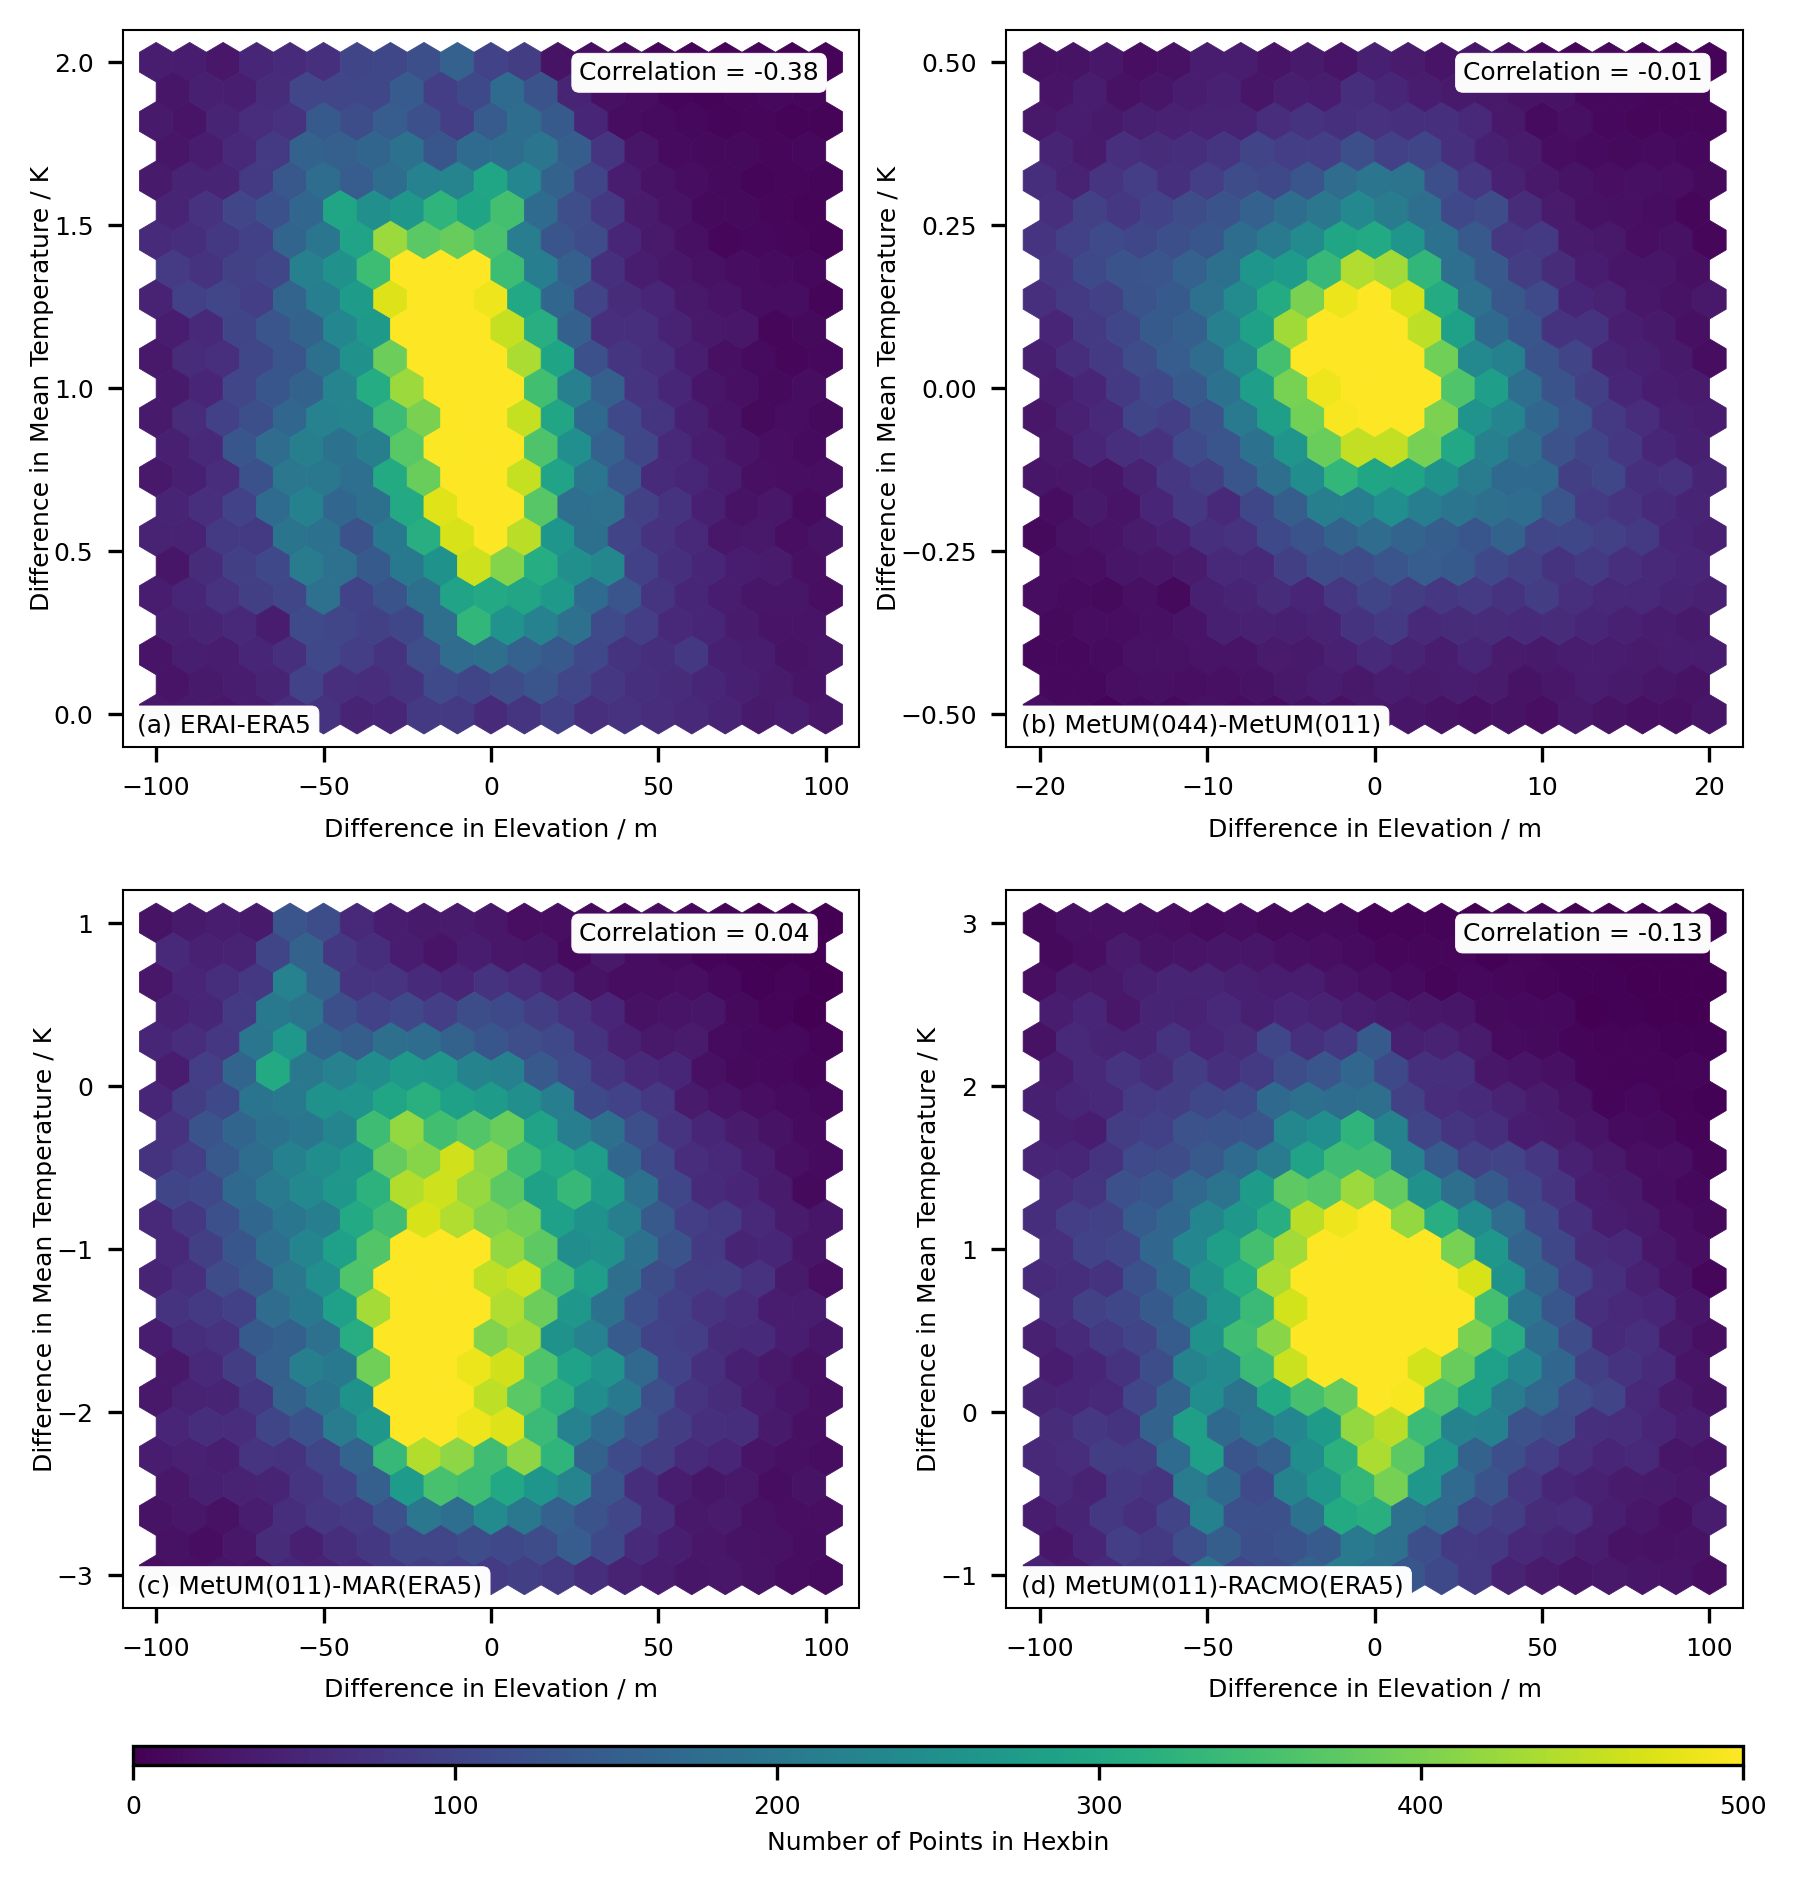 Correlation = -0.38
Difference in Mean Temperature / K
2.0
1.5
1.0
0.5
0.0
(a) ERAI-ERA5
−100 −50 0 50 100
Difference in Elevation / m
Correlation = -0.01
Difference in Mean Temperature / K
0.50
0.25
0.00
−0.25
−0.50
(b) MetUM(044)-MetUM(011)
−20 −10 0 10 20
Difference in Elevation / m
Correlation = 0.04
Difference in Mean Temperature / K
1
0
−1
−2
−3
(c) MetUM(011)-MAR(ERA5)
−100 −50 0 50 100
Difference in Elevation / m
Correlation = -0.13
Difference in Mean Temperature / K
3
2
1
0
−1
(d) MetUM(011)-RACMO(ERA5)
−100 −50 0 50 100
Difference in Elevation / m
0 100 200 300 400 500
Number of Points in Hexbin